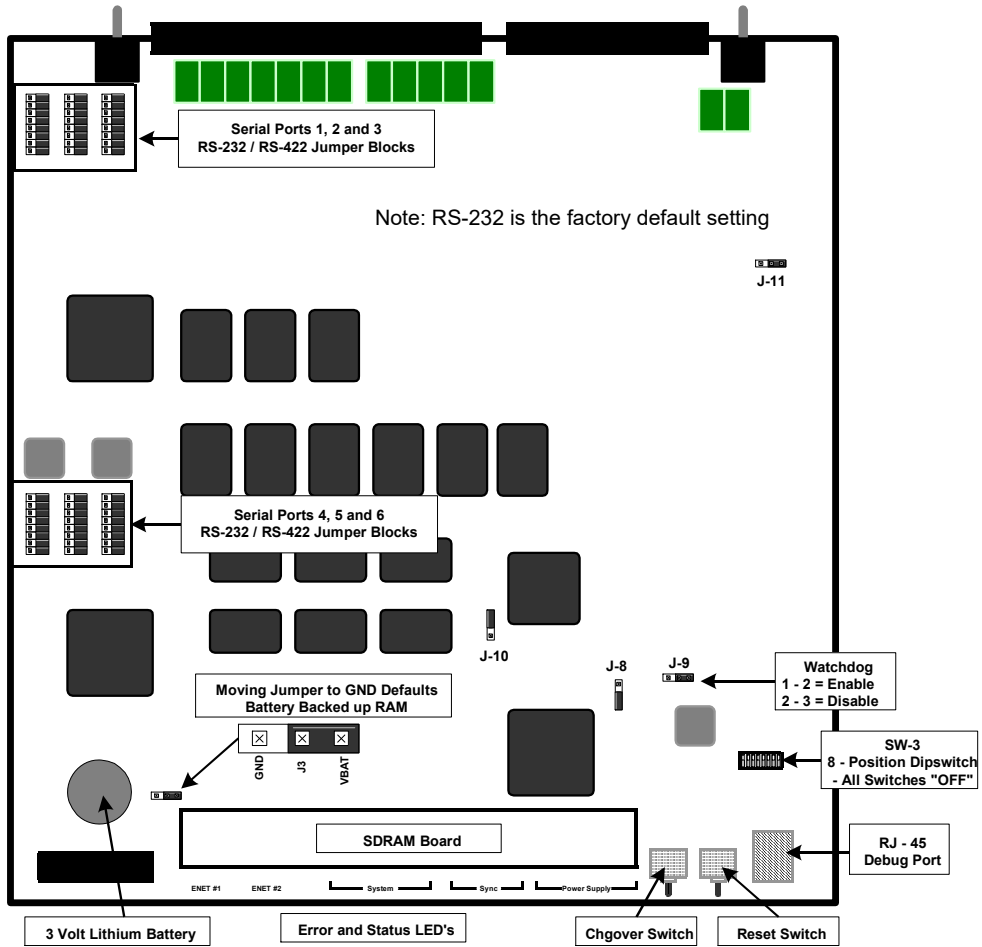 Serial Ports 1, 2 and 3
RS-232 / RS-422 Jumper Blocks
Note: RS-232 is the factory default setting
J-11
Serial Ports 4, 5 and 6
RS-232 / RS-422 Jumper Blocks
J-10
J-8
J-9
Watchdog
1 - 2 = Enable
2 - 3 = Disable
Moving Jumper to GND Defaults
Battery Backed up RAM
GND
J3
VBAT
SW-3
8 - Position Dipswitch
- All Switches "OFF"
SDRAM Board
RJ - 45
Debug Port
ENET #1
ENET #2
System
Sync
Power Supply
3 Volt Lithium Battery
Error and Status LED's
Chgover Switch
Reset Switch